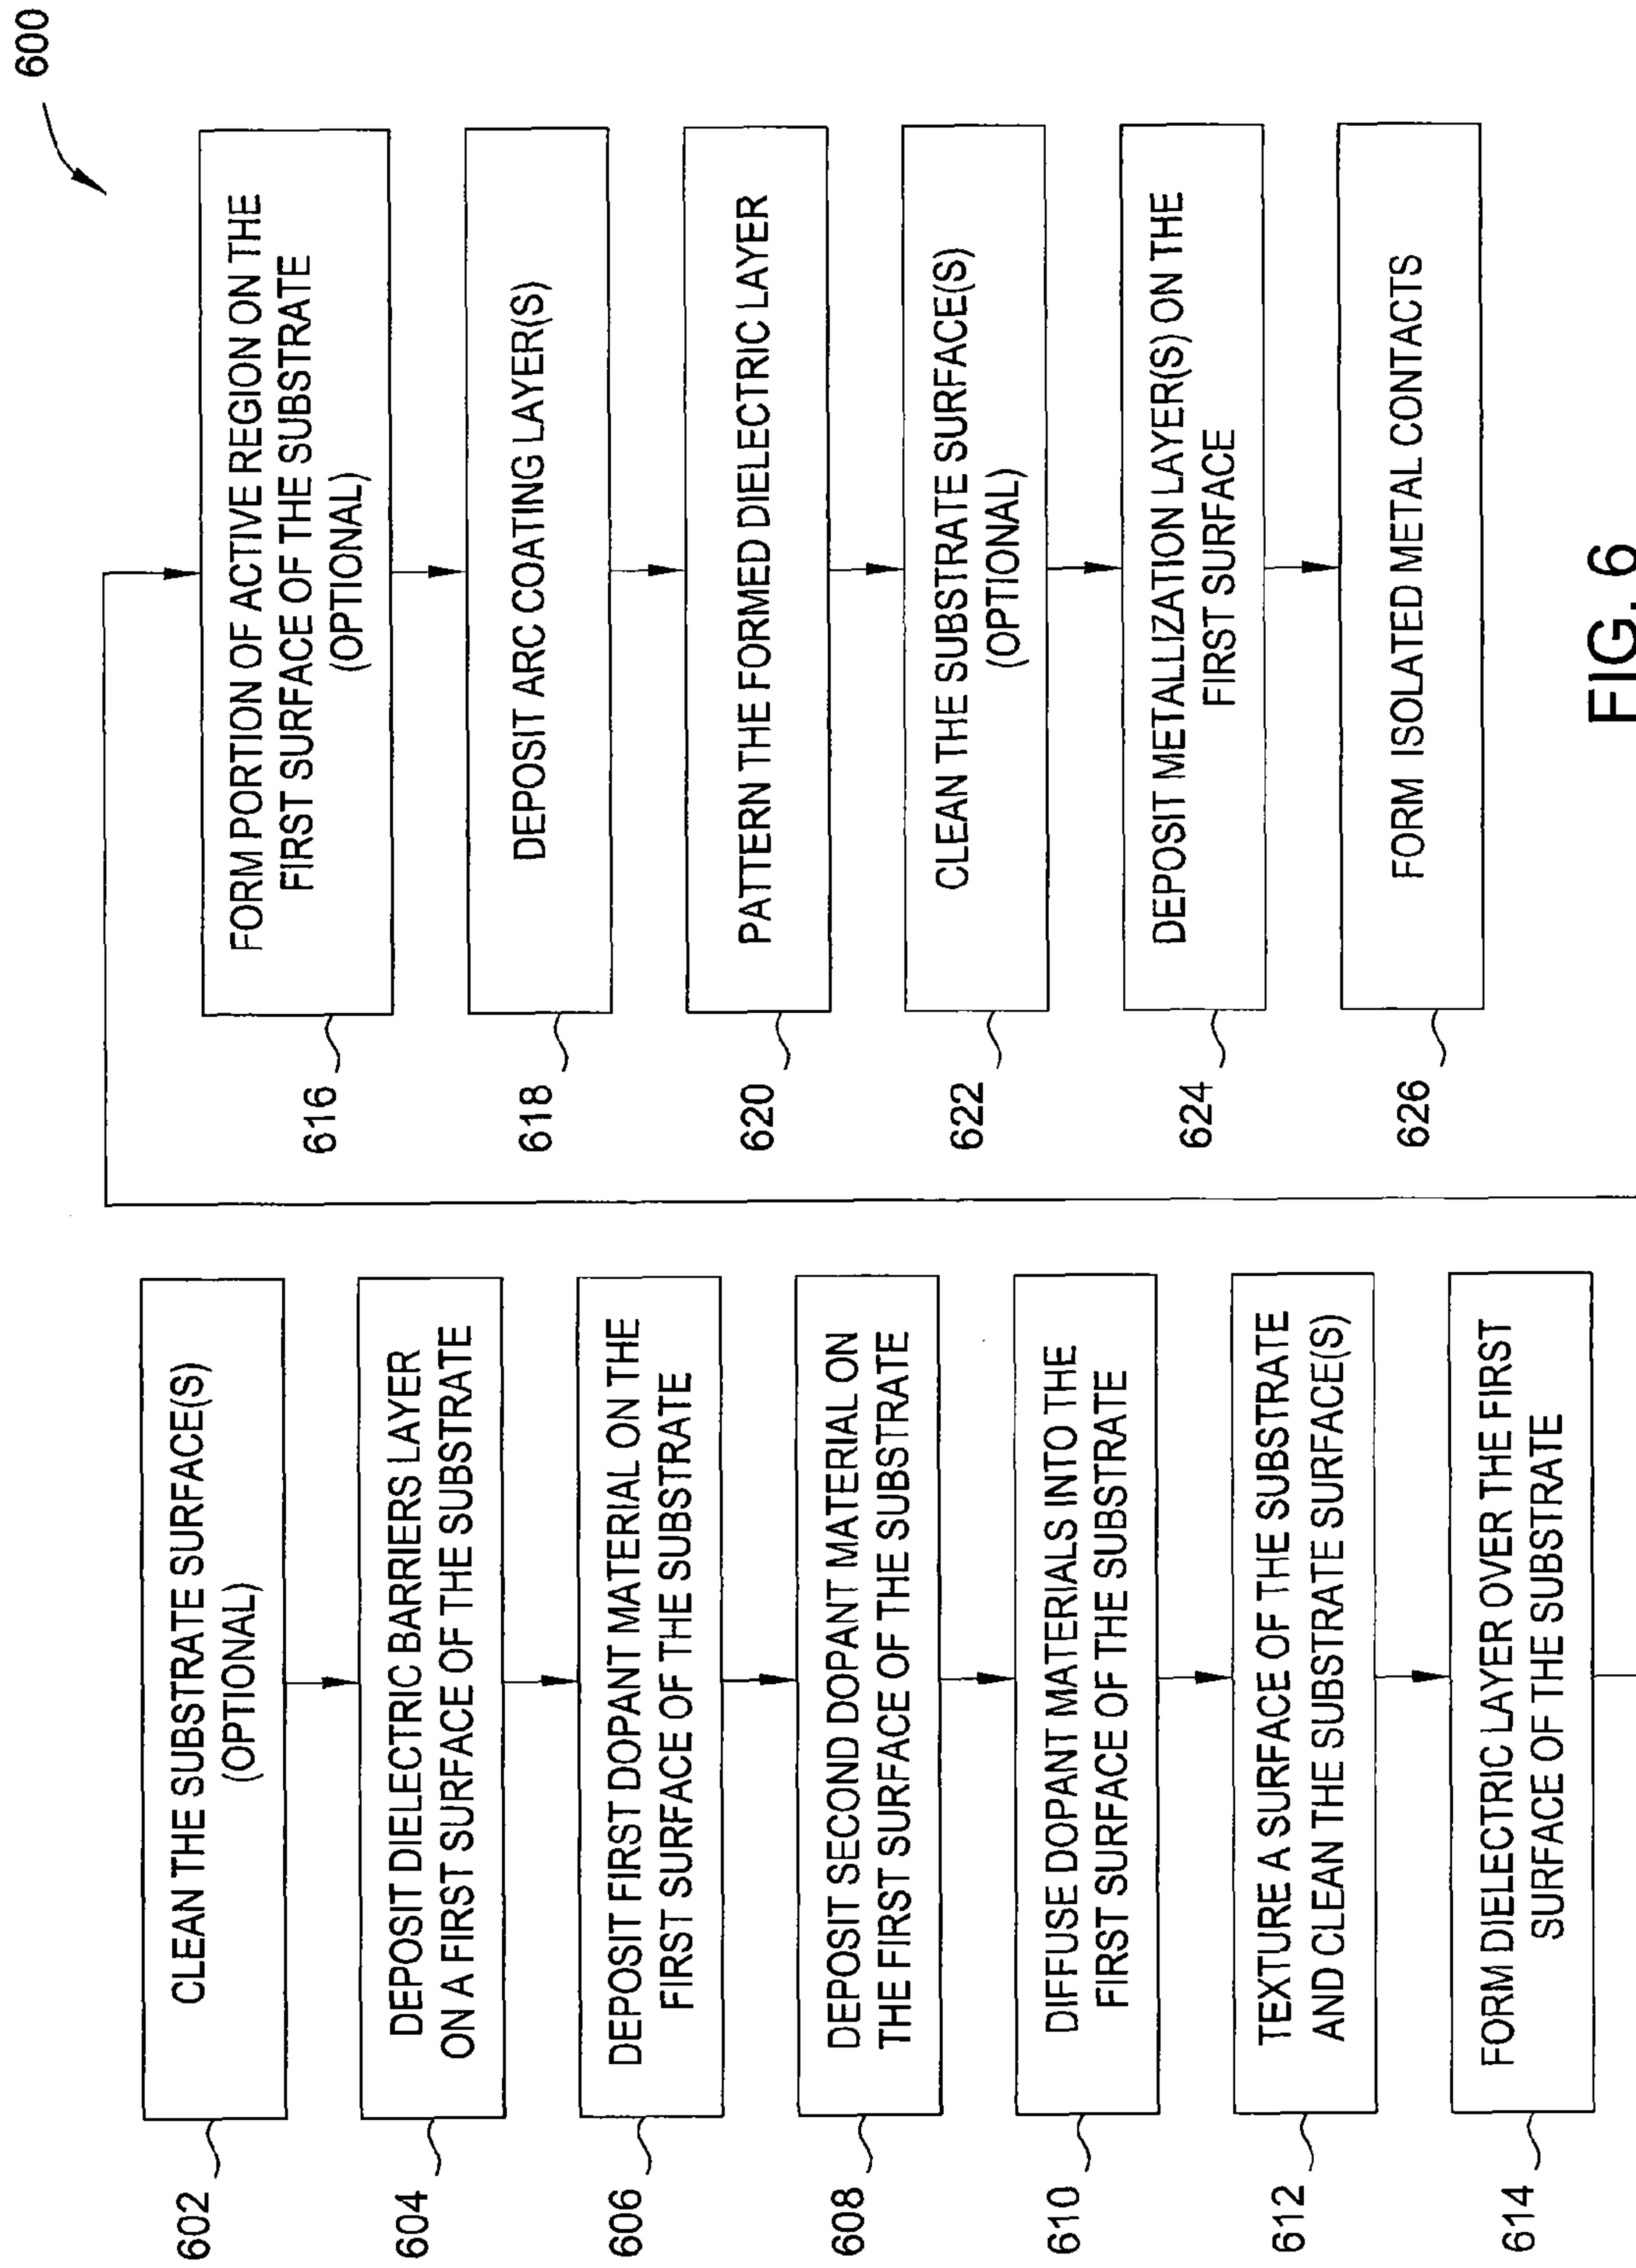 600
602
CLEAN THE SUBSTRATE SURFACE(S)
(OPTIONAL)
604
DEPOSIT DIELECTRIC BARRIERS LAYER
ON A FIRST SURFACE OF THE SUBSTRATE
606
DEPOSIT FIRST DOPANT MATERIAL ON THE
FIRST SURFACE OF THE SUBSTRATE
608
DEPOSIT SECOND DOPANT MATERIAL ON
THE FIRST SURFACE OF THE SUBSTRATE
610
DIFFUSE DOPANT MATERIALS INTO THE
FIRST SURFACE OF THE SUBSTRATE
612
TEXTURE A SURFACE OF THE SUBSTRATE
AND CLEAN THE SUBSTRATE SURFACE(S)
614
FORM DIELECTRIC LAYER OVER THE FIRST
SURFACE OF THE SUBSTRATE
616
FORM PORTION OF ACTIVE REGION ON THE
FIRST SURFACE OF THE SUBSTRATE
(OPTIONAL)
618
DEPOSIT ARC COATING LAYER(S)
620
PATTERN THE FORMED DIELECTRIC LAYER
622
CLEAN THE SUBSTRATE SURFACE(S)
(OPTIONAL)
624
DEPOSIT METALLIZATION LAYER(S) ON THE
FIRST SURFACE
626
FORM ISOLATED METAL CONTACTS
FIG. 6